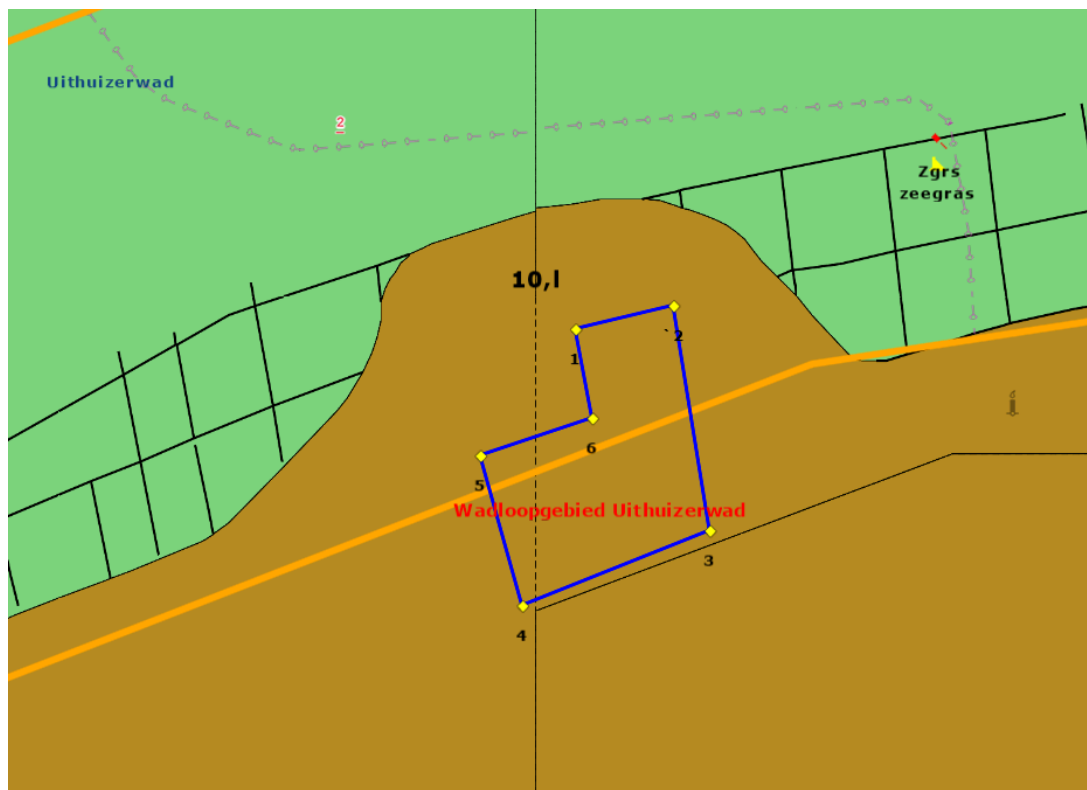 Uithuizerwad
2
Zgrs
zeegras
10,l
1
` 2
6
5
Wadloopgebied Uithuizerwad
3
4